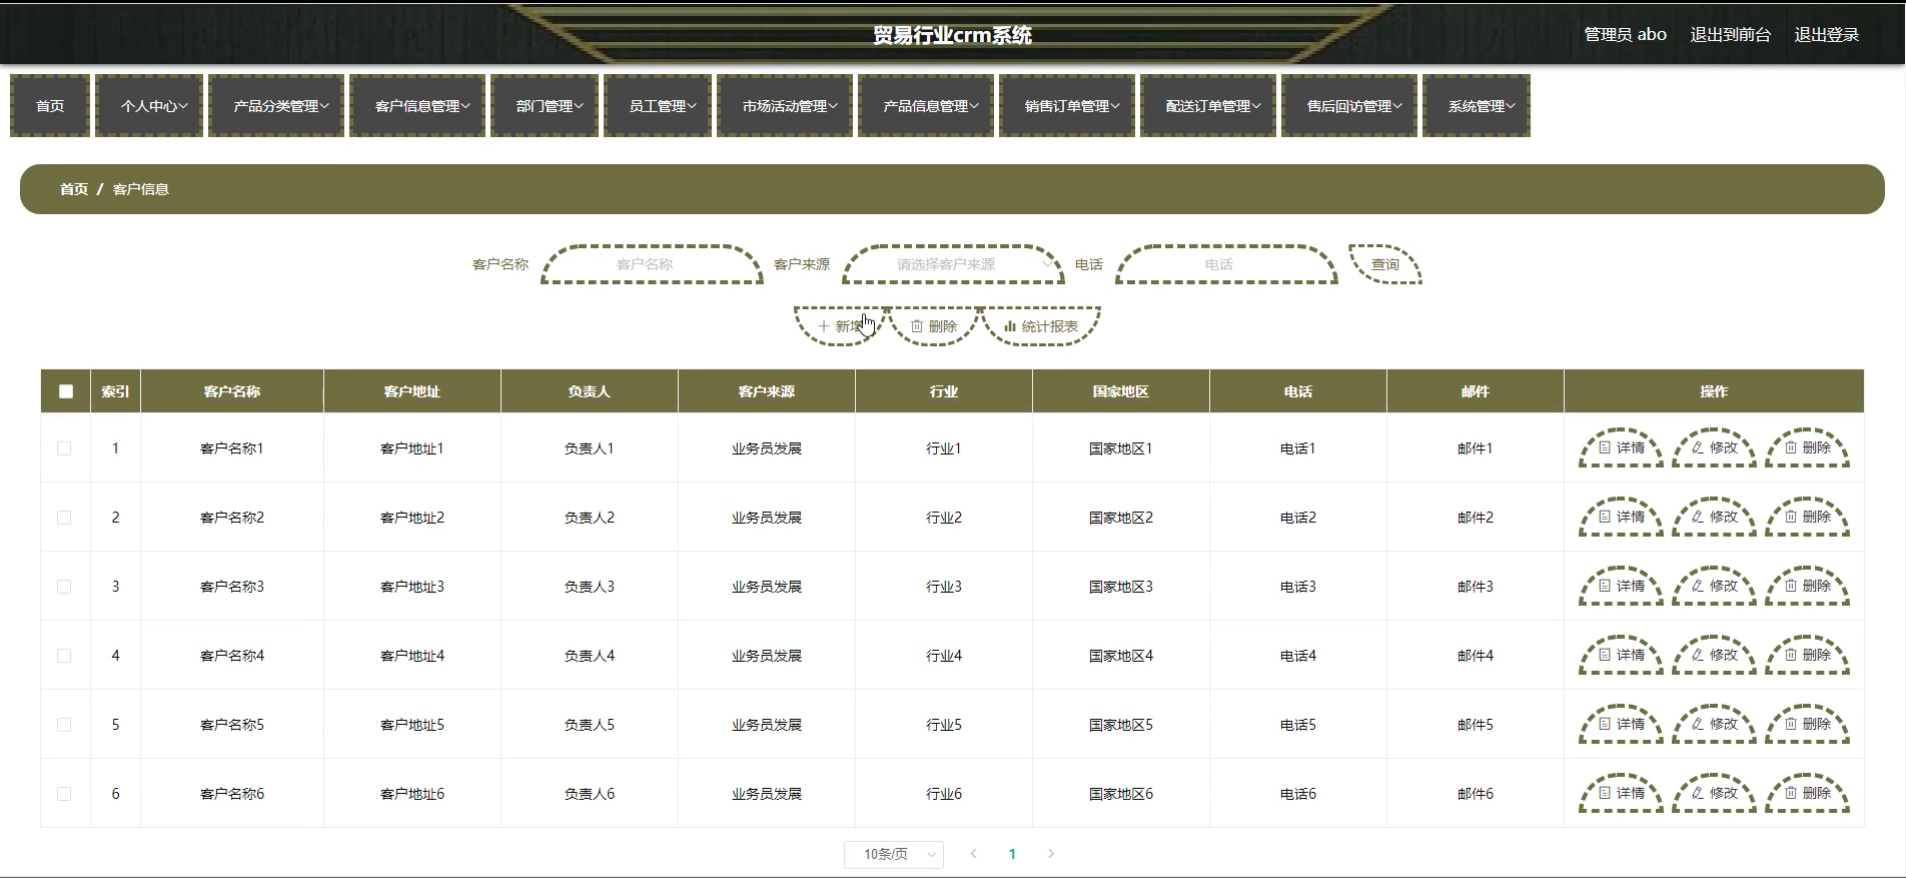 贸易行业crm系统
管理员 abo 退出到前台 退出登录
首页 个人中心 产品分类管理 客户信息管理 部门管理 员工管理 市场活动管理 产品信息管理 销售订单管理 配送订单管理 售后回访管理 系统管理
首页 / 客户信息
客户名称 客户名称 客户来源 请选择客户来源 电话 电话 查询
新增 删除 统计报表
索引 客户名称 客户地址 负责人 客户来源 行业 国家地区 电话 邮件 操作
1 客户名称1 客户地址1 负责人1 业务员发展 行业1 国家地区1 电话1 邮件1 详情 修改 删除
2 客户名称2 客户地址2 负责人2 业务员发展 行业2 国家地区2 电话2 邮件2 详情 修改 删除
3 客户名称3 客户地址3 负责人3 业务员发展 行业3 国家地区3 电话3 邮件3 详情 修改 删除
4 客户名称4 客户地址4 负责人4 业务员发展 行业4 国家地区4 电话4 邮件4 详情 修改 删除
5 客户名称5 客户地址5 负责人5 业务员发展 行业5 国家地区5 电话5 邮件5 详情 修改 删除
6 客户名称6 客户地址6 负责人6 业务员发展 行业6 国家地区6 电话6 邮件6 详情 修改 删除
10条/页 1